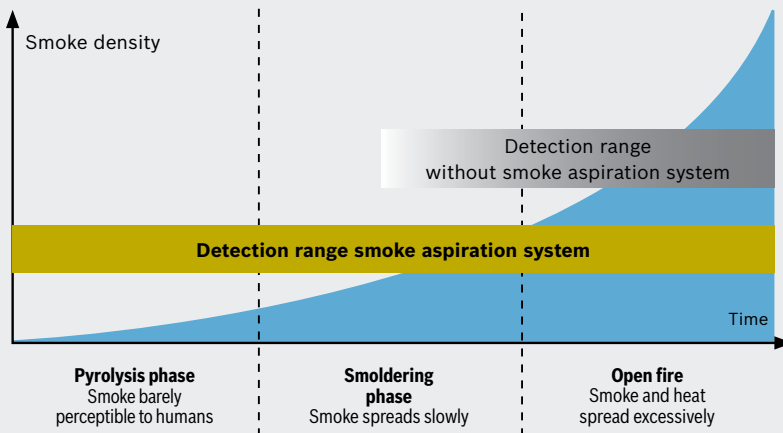 Smoke density
Detection range
without smoke aspiration system
Detection range smoke aspiration system
Time
Pyrolysis phase
Smoke barely
perceptible to humans
Smoldering
phase
Smoke spreads slowly
Open fire
Smoke and heat
spread excessively